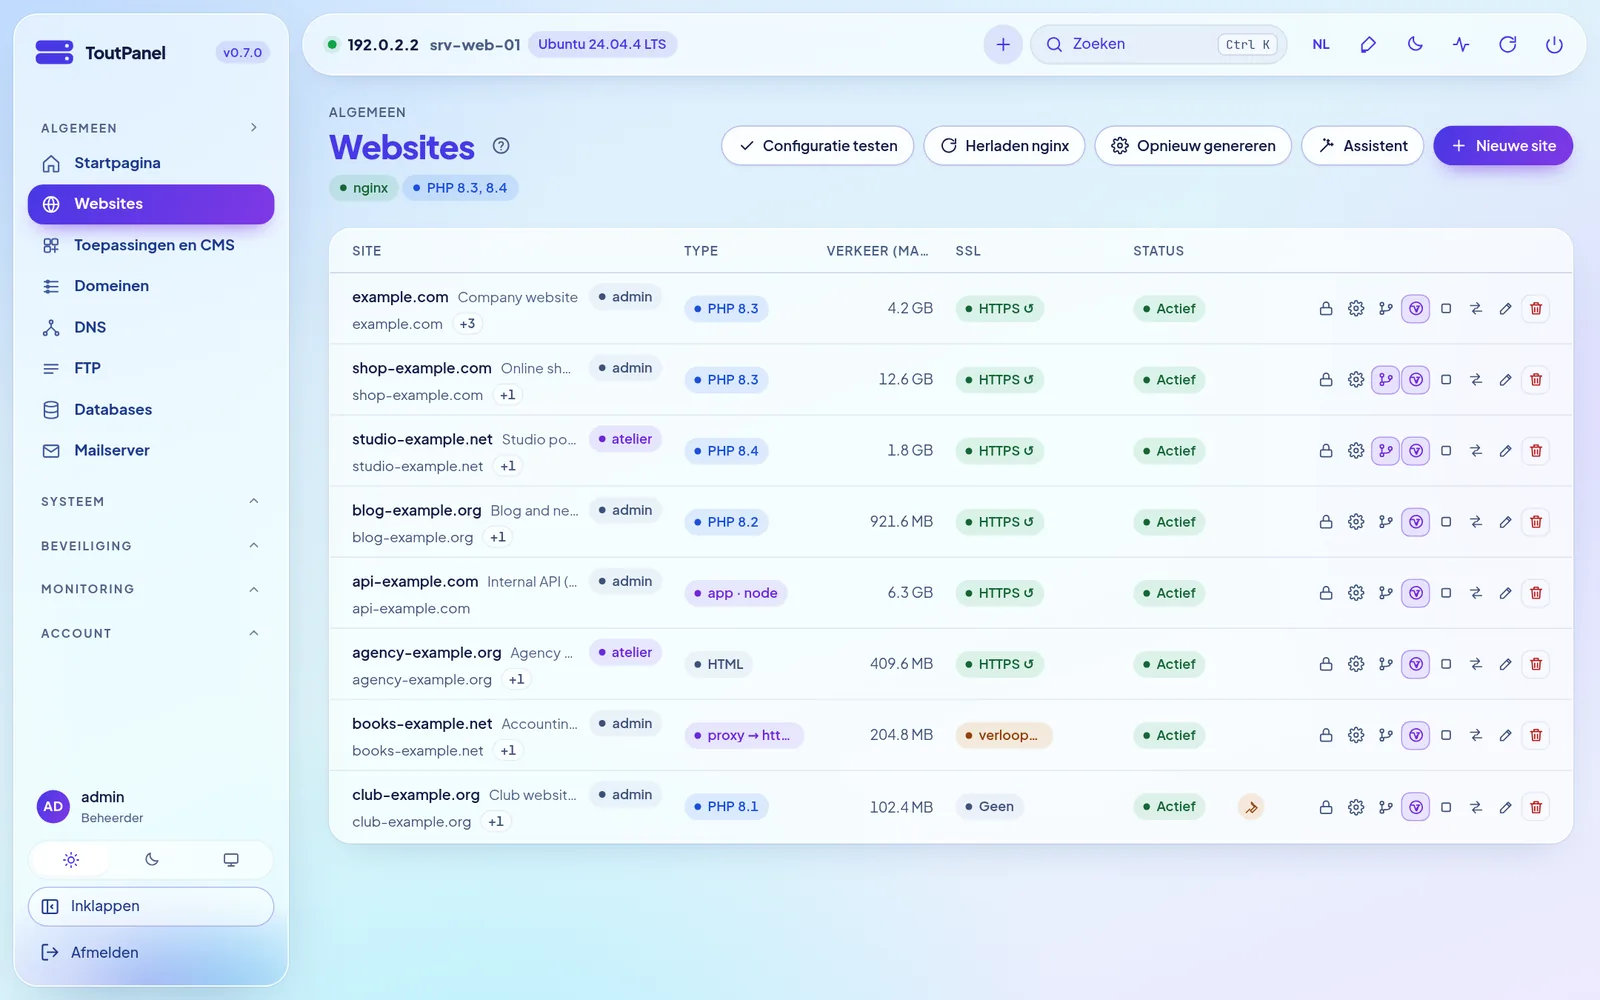 ToutPanel v0.7.0
ALGEMEEN
Startpagina
Websites
Toepassingen en CMS
Domeinen
DNS
FTP
Databases
Mailserver
SYSTEEM
BEVEILIGING
MONITORING
ACCOUNT
AD admin
Beheerder
Inklappen
Afmelden
192.0.2.2 srv-web-01 Ubuntu 24.04.4 LTS
Zoeken Ctrl K NL
ALGEMEEN
Websites
nginx PHP 8.3, 8.4
Configuratie testen Herladen nginx Opnieuw genereren Assistent Nieuwe site
SITE TYPE VERKEER (MA... SSL STATUS
example.com Company website admin PHP 8.3 4.2 GB HTTPS ↺ Actief
example.com +3
shop-example.com Online sh... admin PHP 8.3 12.6 GB HTTPS ↺ Actief
shop-example.com +1
studio-example.net Studio po... atelier PHP 8.4 1.8 GB HTTPS ↺ Actief
studio-example.net +1
blog-example.org Blog and ne... admin PHP 8.2 921.6 MB HTTPS ↺ Actief
blog-example.org +1
api-example.com Internal API (... admin app · node 6.3 GB HTTPS ↺ Actief
api-example.com
agency-example.org Agency ... atelier HTML 409.6 MB HTTPS ↺ Actief
agency-example.org +1
books-example.net Accountin... admin proxy → htt... 204.8 MB verloop... Actief
books-example.net +1
club-example.org Club websit... admin PHP 8.1 102.4 MB Geen Actief
club-example.org +1